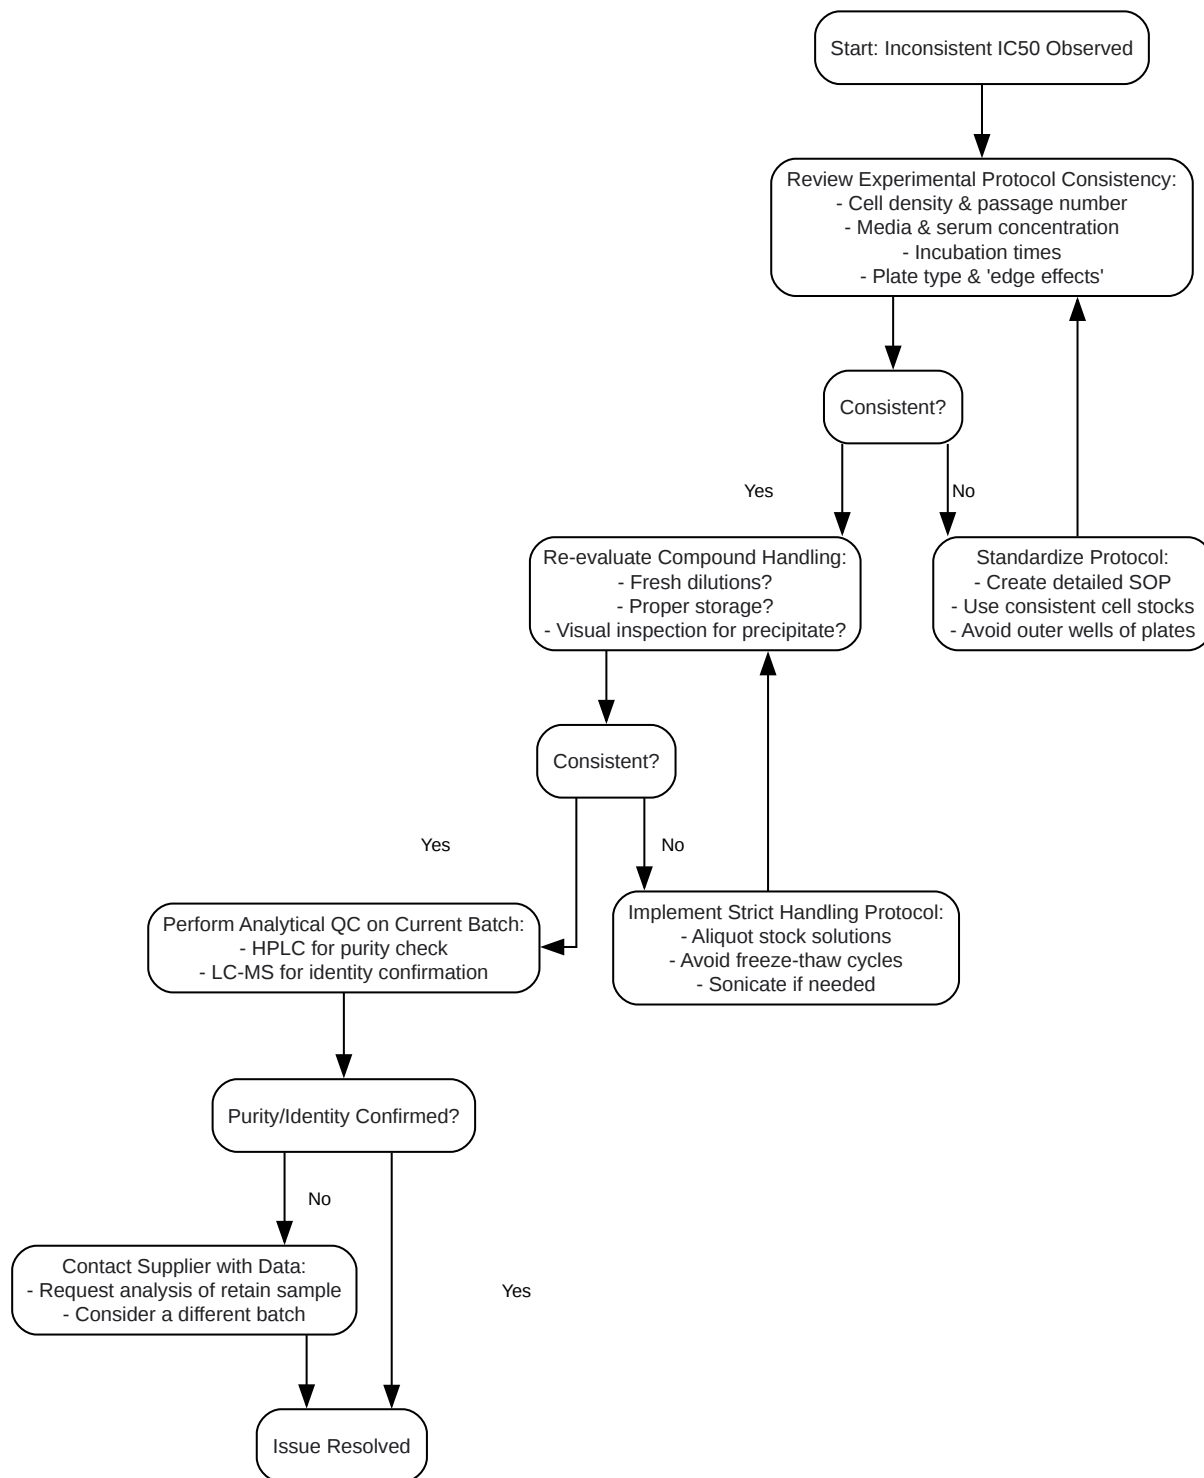 Start: Inconsistent IC50 Observed
Review Experimental Protocol Consistency:
- Cell density & passage number
- Media & serum concentration
- Incubation times
- Plate type & 'edge effects'
Consistent?
Yes
No
Re-evaluate Compound Handling:
- Fresh dilutions?
- Proper storage?
- Visual inspection for precipitate?
Standardize Protocol:
- Create detailed SOP
- Use consistent cell stocks
- Avoid outer wells of plates
Consistent?
Yes
No
Perform Analytical QC on Current Batch:
- HPLC for purity check
- LC-MS for identity confirmation
Implement Strict Handling Protocol:
- Aliquot stock solutions
- Avoid freeze-thaw cycles
- Sonicate if needed
Purity/Identity Confirmed?
No
Contact Supplier with Data:
- Request analysis of retain sample
- Consider a different batch
Yes
Issue Resolved